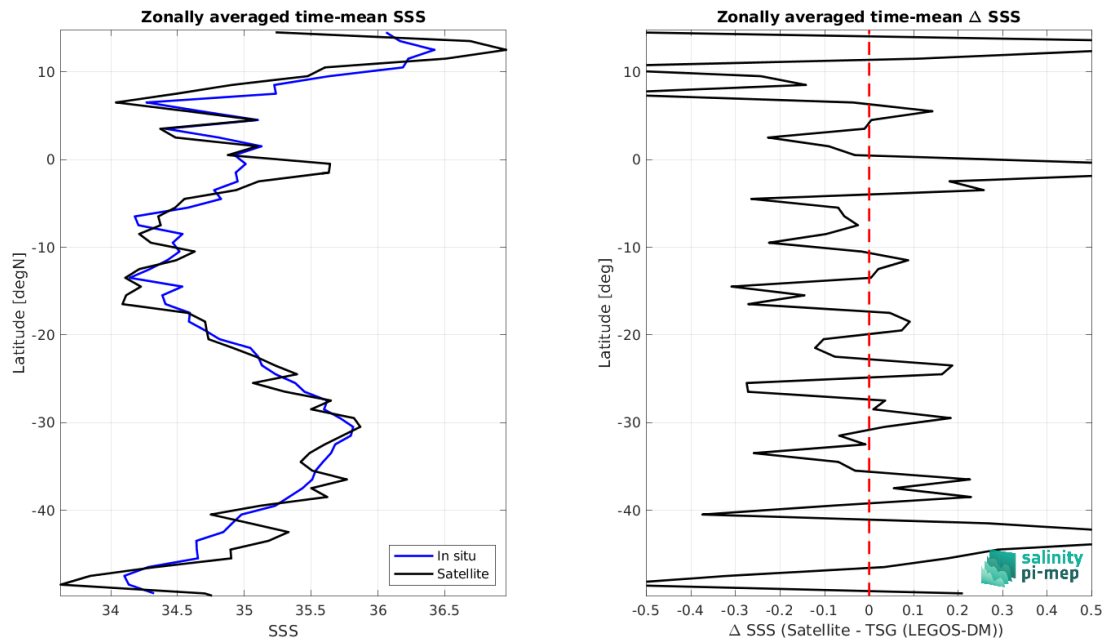 Zonally averaged time-mean SSS
10
0
-10
-20
-30
-40
Latitude [degN]
34
34.5
35
35.5
36
36.5
SSS
In situ
Satellite
Zonally averaged time-mean Δ SSS
10
0
-10
-20
-30
-40
Latitude [deg]
-0.5
-0.4
-0.3
-0.2
-0.1
0
0.1
0.2
0.3
0.4
0.5
Δ SSS (Satellite - TSG (LEGOS-DM))
salinity
pi-mep